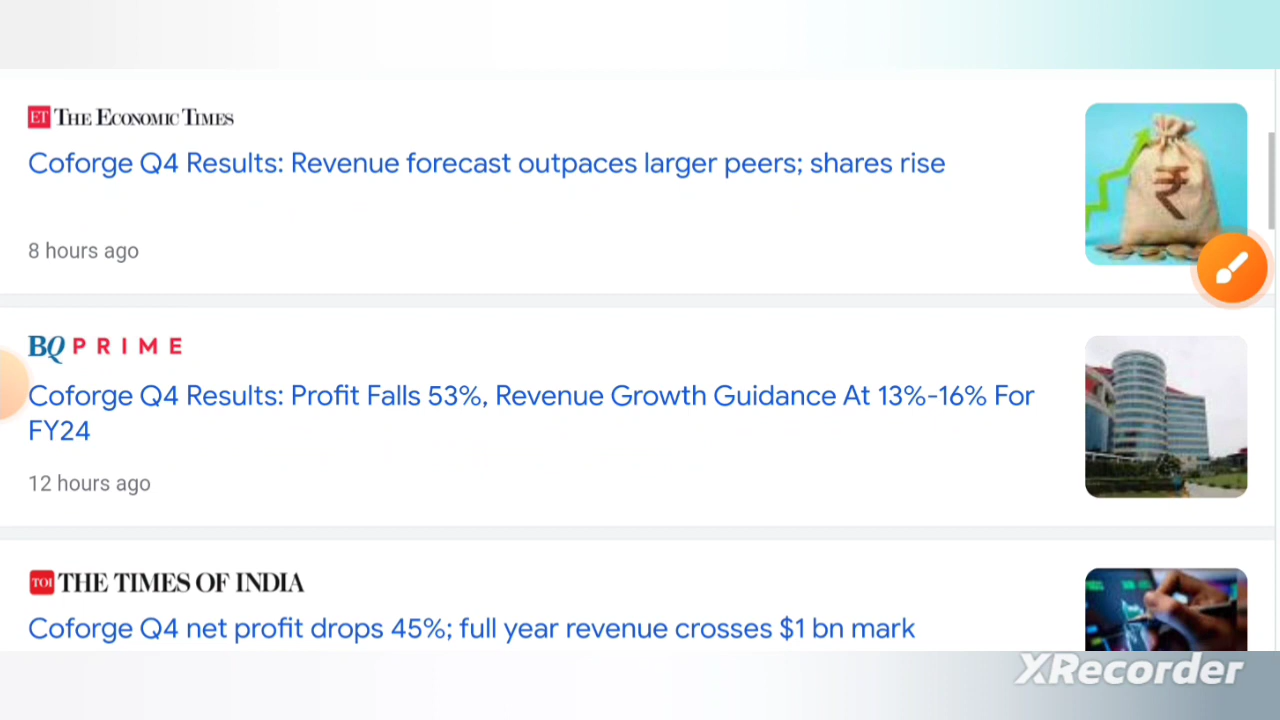 ET THE ECONOMIC TIMES
Coforge Q4 Results: Revenue forecast outpaces larger peers; shares rise
8 hours ago
BQ PRIME
Coforge Q4 Results: Profit Falls 53%, Revenue Growth Guidance At 13%-16% For
FY24
12 hours ago
TOI THE TIMES OF INDIA
Coforge Q4 net profit drops 45%; full year revenue crosses $1 bn mark
XRecorder